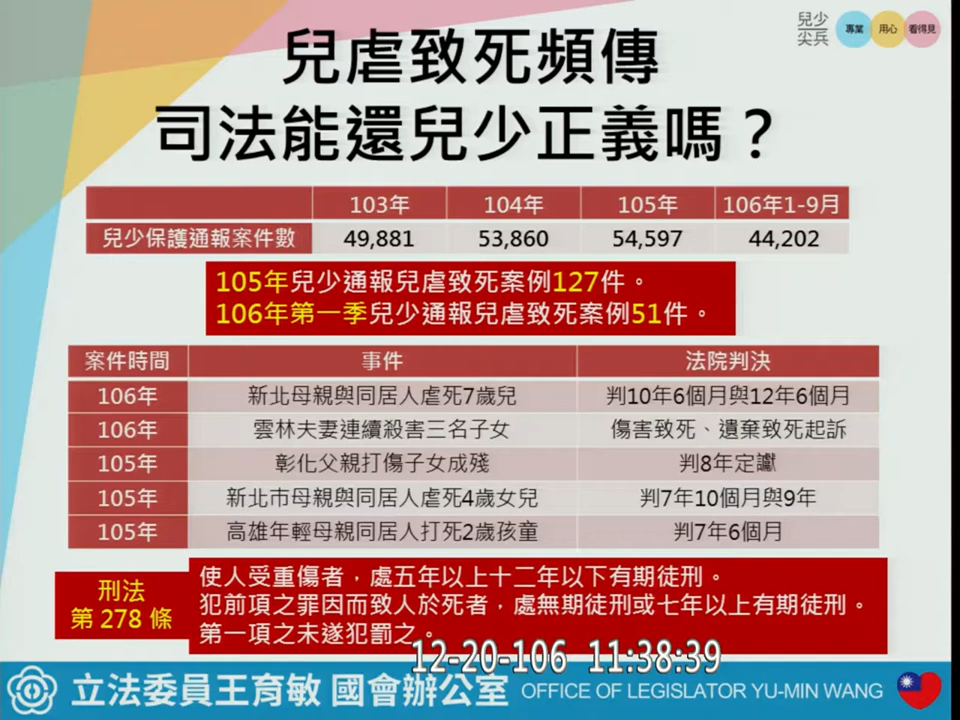 兒少
尖兵
專業 用心 看得見
兒虐致死頻傳
司法能還兒少正義嗎？
103年 104年 105年 106年1-9月
兒少保護通報案件數 49,881 53,860 54,597 44,202
105年兒少通報兒虐致死案例127件。
106年第一季兒少通報兒虐致死案例51件。
案件時間 事件 法院判決
106年 新北母親與同居人虐死7歲兒 判10年6個月與12年6個月
106年 雲林夫妻連續殺害三名子女 傷害致死、遺棄致死起訴
105年 彰化父親打傷子女成殘 判8年定讞
105年 新北市母親與同居人虐死4歲女兒 判7年10個月與9年
105年 高雄年輕母親同居人打死2歲孩童 判7年6個月
刑法
第 278 條
使人受重傷者，處五年以上十二年以下有期徒刑。
犯前項之罪因而致人於死者，處無期徒刑或七年以上有期徒刑。
第一項之未遂犯罰之。
12-20-106 11:38:39
立法委員王育敏 國會辦公室 OFFICE OF LEGISLATOR YU-MIN WANG